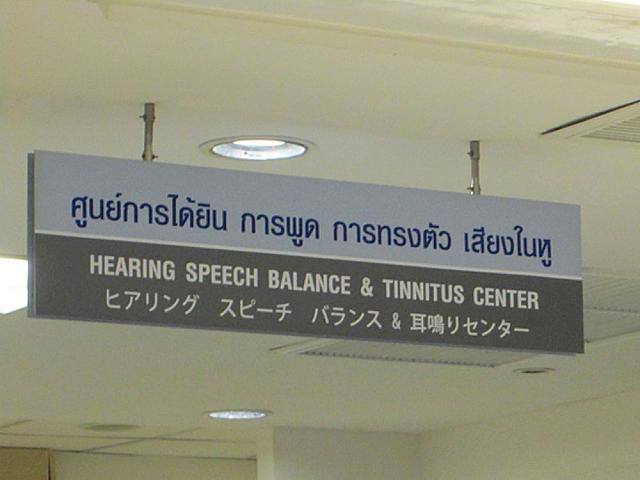 ศูนย์การได้ยิน การพูด การทรงตัว เสียงในหู
HEARING SPEECH BALANCE & TINNITUS CENTER
ヒアリング スピーチ バランス & 耳鳴りセンター